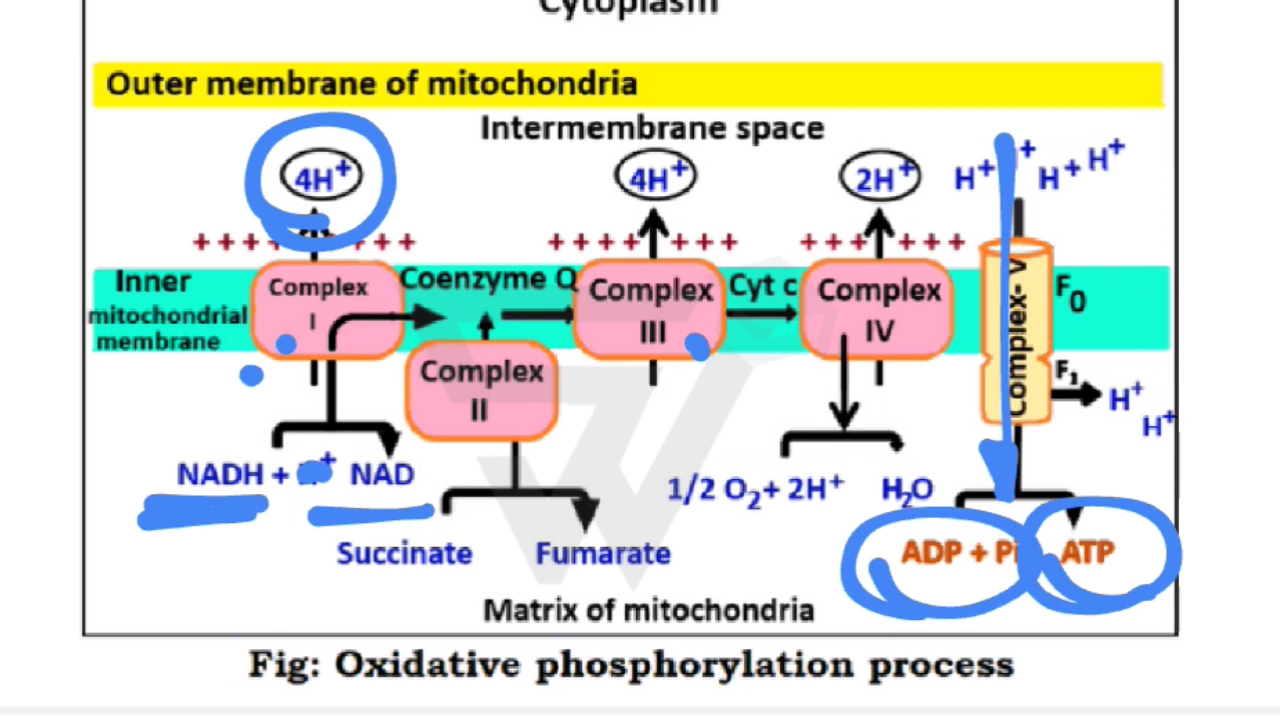 Cytoplasm
Outer membrane of mitochondria
Intermembrane space
4H⁺ 4H⁺ 2H⁺ H⁺ ⁺ H⁺ H⁺
++++ +++ ++++ +++ +++ +++
Inner mitochondrial membrane
Complex I
Coenzyme Q
Complex II
Complex III
Cyt c
Complex IV
Complex- V
F₀
F₁
H⁺
H⁺
NADH + ⁺ NAD
Succinate Fumarate
1/2 O₂+ 2H⁺ H₂O
ADP + Pi ATP
Matrix of mitochondria
Fig: Oxidative phosphorylation process